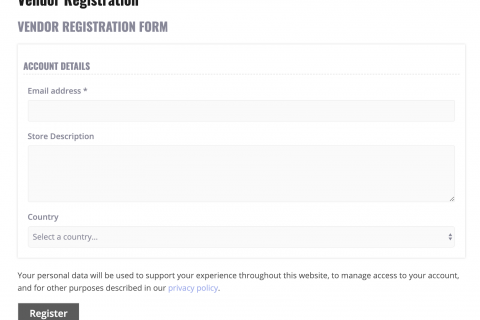 Vendor Registration
VENDOR REGISTRATION FORM
ACCOUNT DETAILS
Email address *
Store Description
Country
Select a country...
Your personal data will be used to support your experience throughout this website, to manage access to your account,
and for other purposes described in our privacy policy.
Register